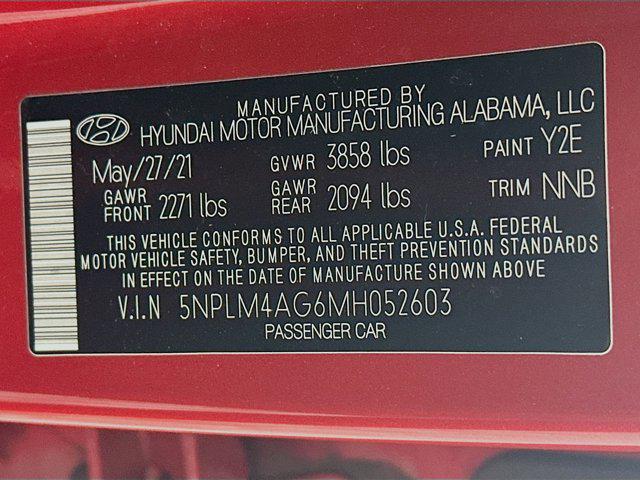 MANUFACTURED BY
HYUNDAI MOTOR MANUFACTURING ALABAMA, LLC
May/27/21 GVWR 3858 lbs PAINT Y2E
GAWR FRONT 2271 lbs GAWR REAR 2094 lbs TRIM NNB
THIS VEHICLE CONFORMS TO ALL APPLICABLE U.S.A. FEDERAL
MOTOR VEHICLE SAFETY, BUMPER, AND THEFT PREVENTION STANDARDS
IN EFFECT ON THE DATE OF MANUFACTURE SHOWN ABOVE
V.I.N 5NPLM4AG6MH052603
PASSENGER CAR